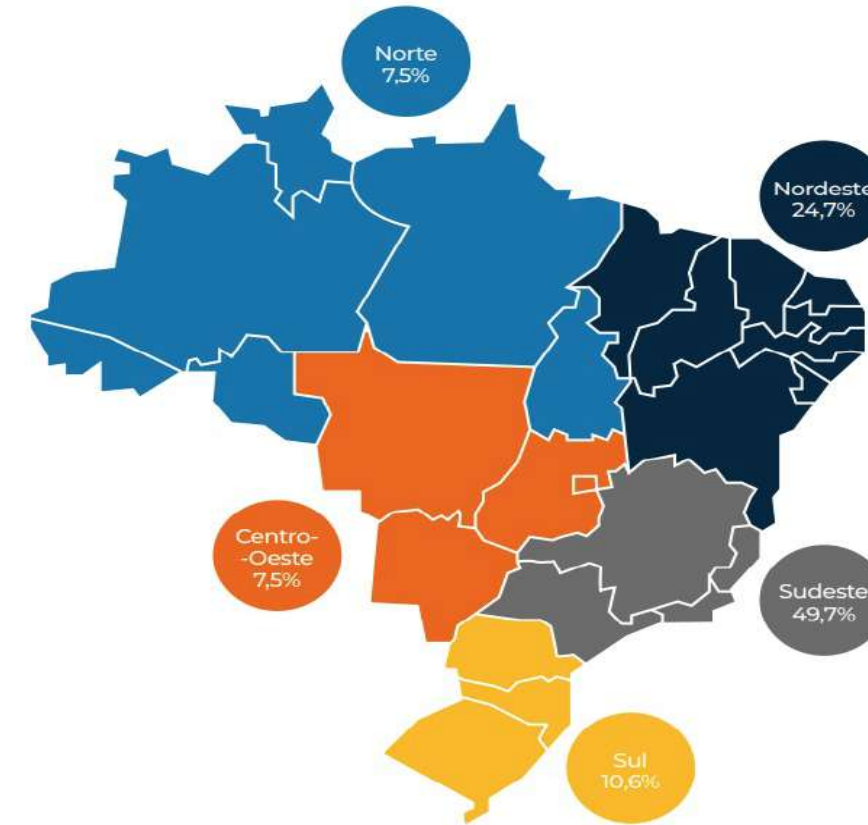 Norte
7,5%
Nordeste
24,7%
Centro-
-Oeste
7,5%
Sudeste
49,7%
Sul
10,6%